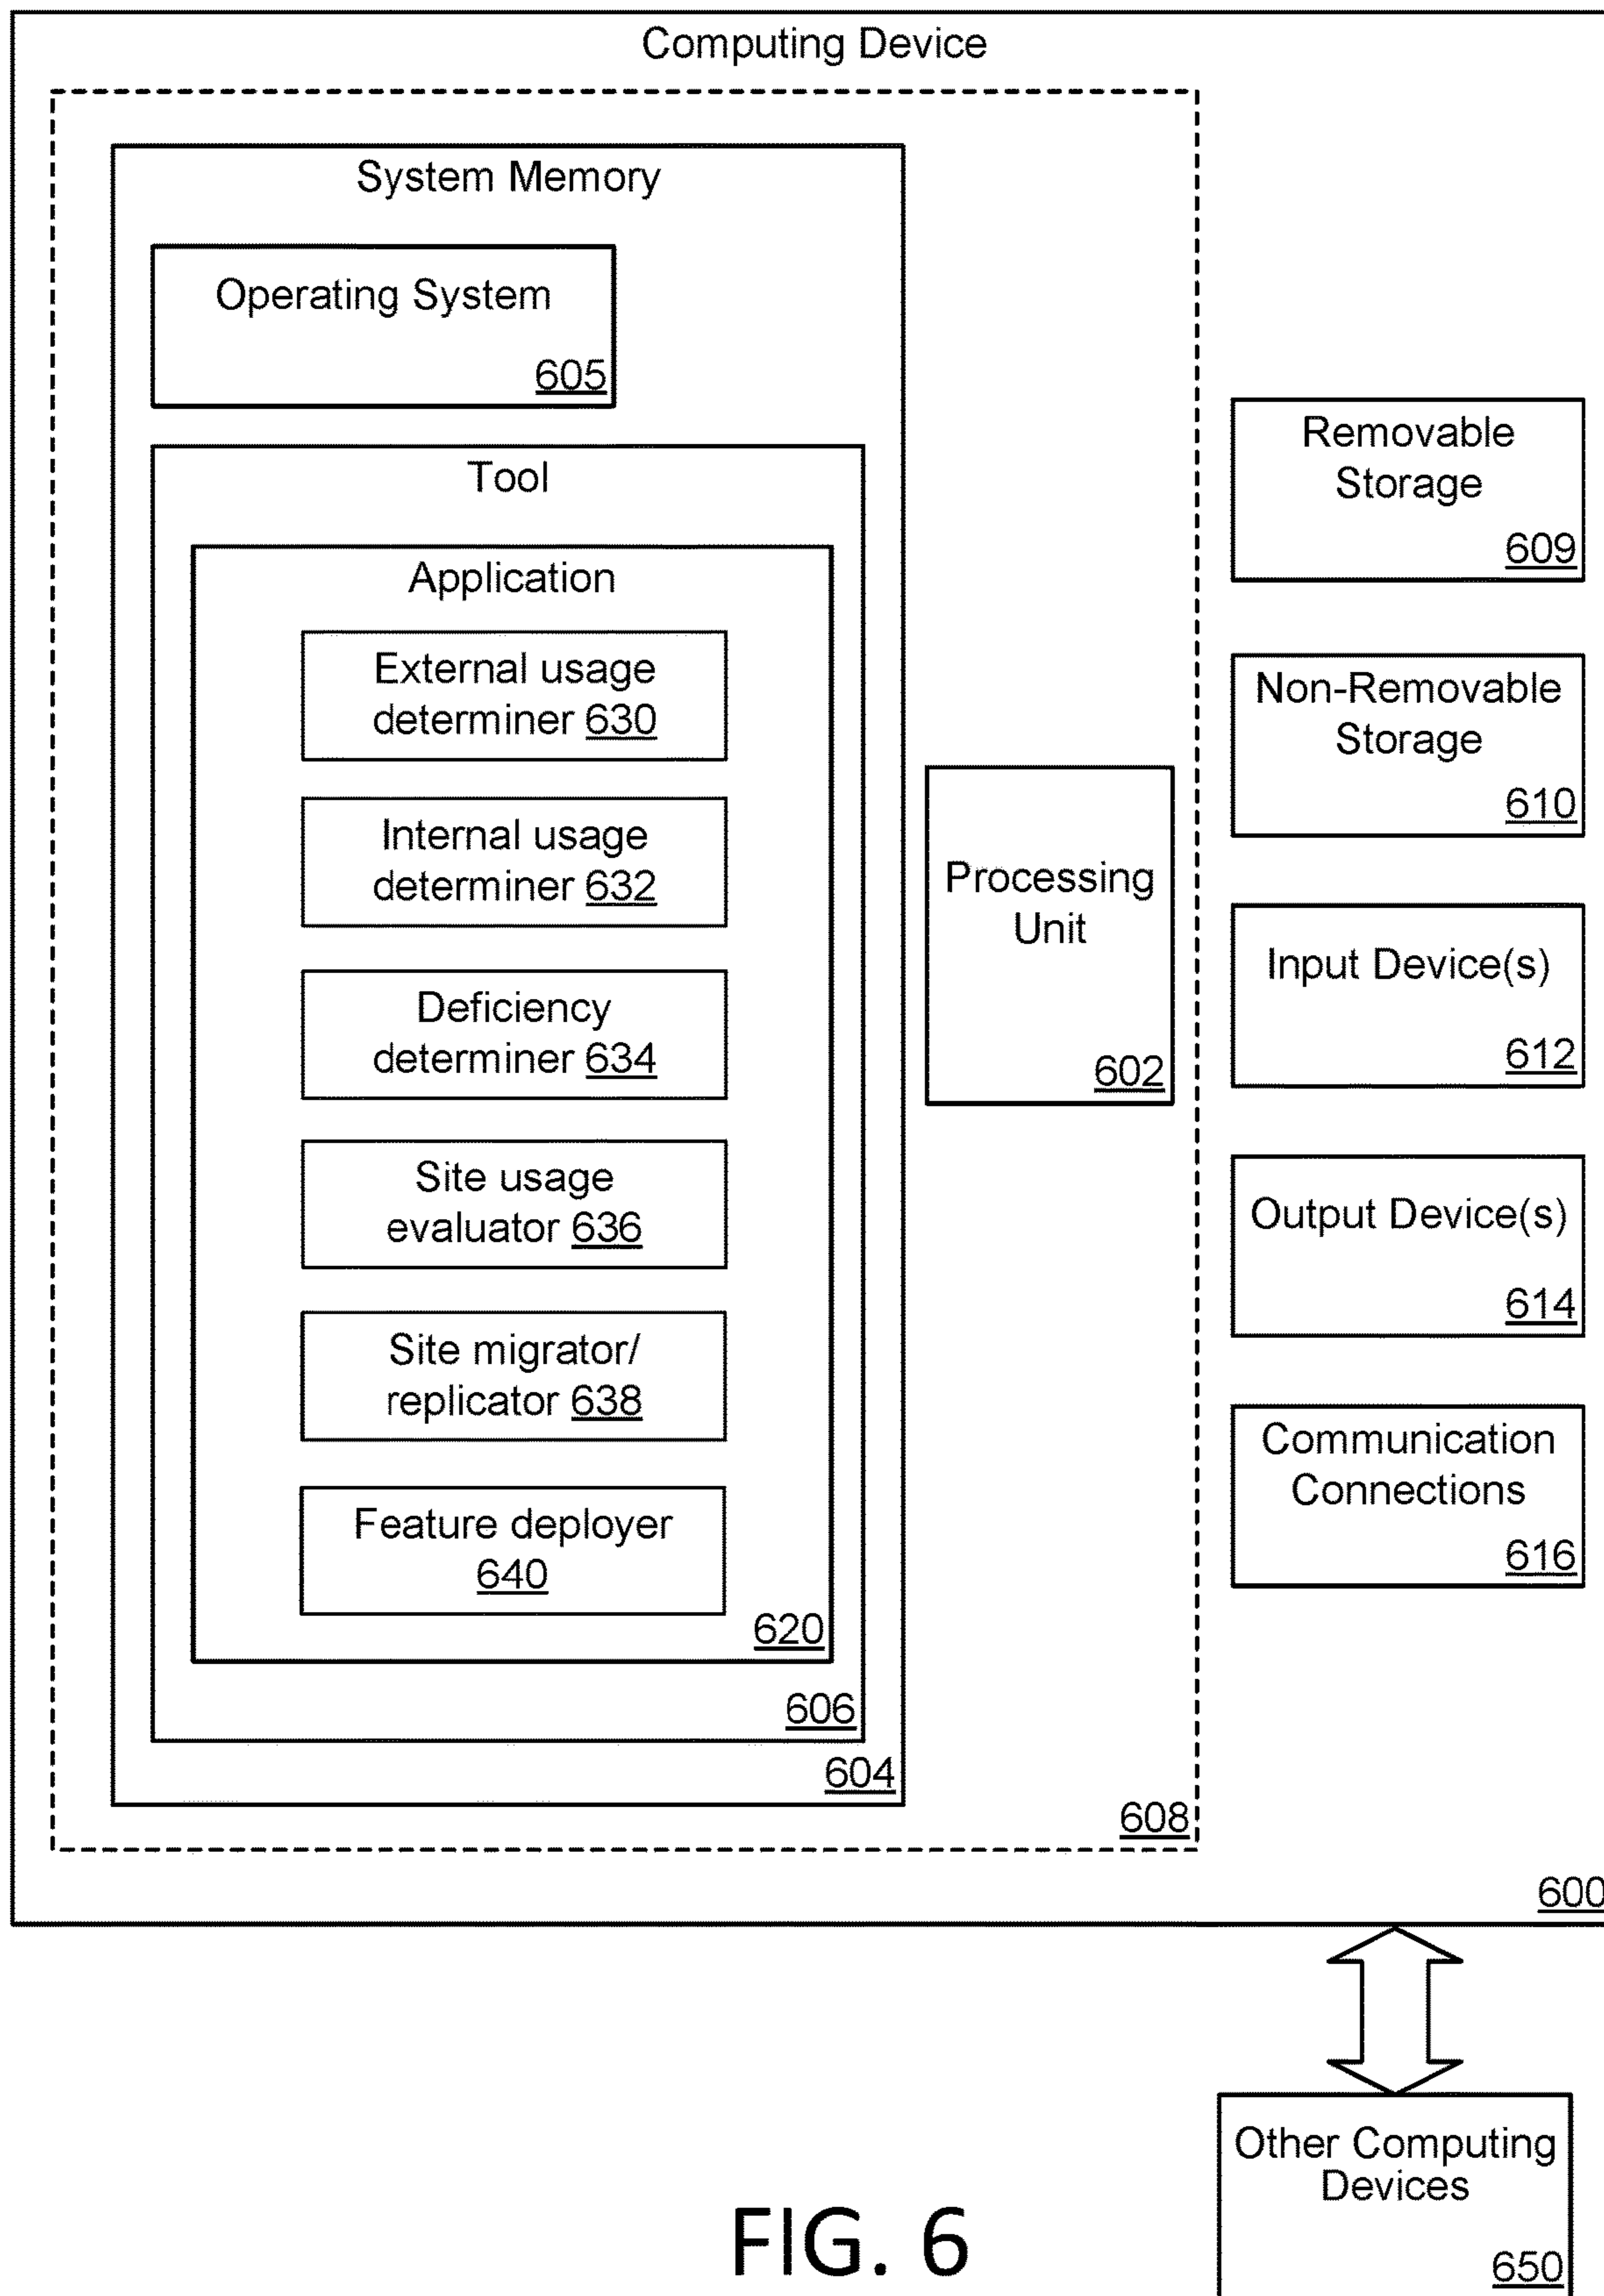 Computing Device
System Memory
Operating System
605
Tool
Application
External usage
determiner 630
Internal usage
determiner 632
Deficiency
determiner 634
Site usage
evaluator 636
Site migrator/
replicator 638
Feature deployer
640
620
606
604
Processing
Unit
602
608
Removable
Storage
609
Non-Removable
Storage
610
Input Device(s)
612
Output Device(s)
614
Communication
Connections
616
600
Other Computing
Devices
650
FIG. 6